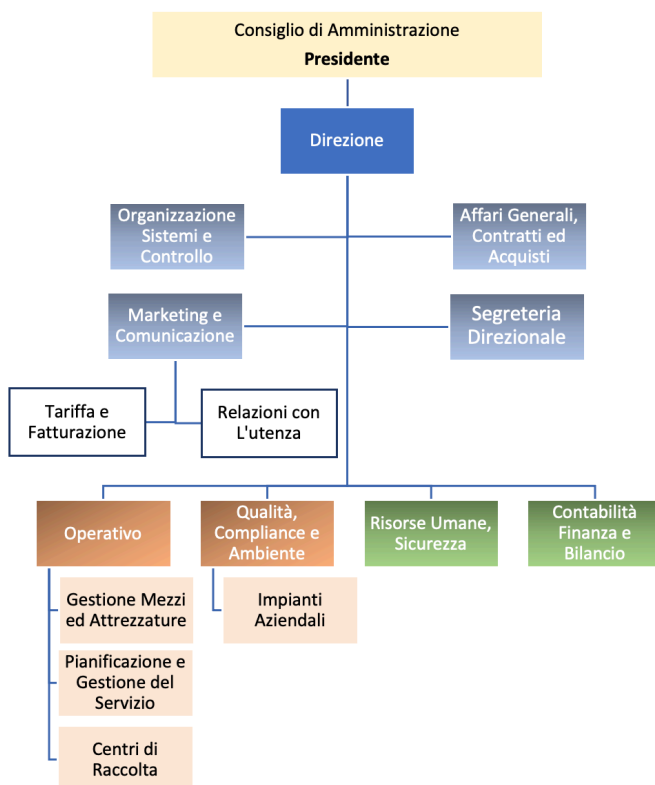 Consiglio di Amministrazione
Presidente
Direzione
Organizzazione
Sistemi e
Controllo
Affari Generali,
Contratti ed
Acquisti
Marketing e
Comunicazione
Segreteria
Direzionale
Tariffa e
Fatturazione
Relazioni con
L'utenza
Operativo
Qualità,
Compliance e
Ambiente
Risorse Umane,
Sicurezza
Contabilità
Finanza e
Bilancio
Gestione Mezzi
ed Attrezzature
Impianti
Aziendali
Pianificazione e
Gestione del
Servizio
Centri di
Raccolta